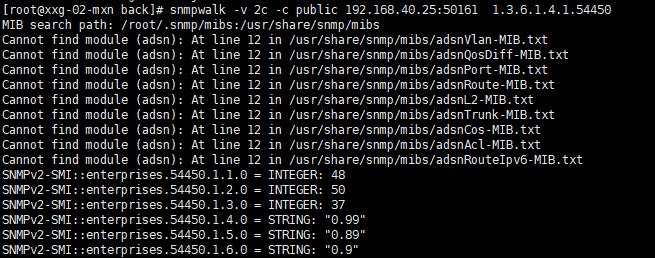 [root@xxg-02-mxn back]# snmpwalk -v 2c -c public 192.168.40.25:50161  1.3.6.1.4.1.54450
MIB search path: /root/.snmp/mibs:/usr/share/snmp/mibs
Cannot find module (adsn): At line 12 in /usr/share/snmp/mibs/adsnVlan-MIB.txt
Cannot find module (adsn): At line 12 in /usr/share/snmp/mibs/adsnQosDiff-MIB.txt
Cannot find module (adsn): At line 12 in /usr/share/snmp/mibs/adsnPort-MIB.txt
Cannot find module (adsn): At line 12 in /usr/share/snmp/mibs/adsnRoute-MIB.txt
Cannot find module (adsn): At line 12 in /usr/share/snmp/mibs/adsnL2-MIB.txt
Cannot find module (adsn): At line 12 in /usr/share/snmp/mibs/adsnTrunk-MIB.txt
Cannot find module (adsn): At line 12 in /usr/share/snmp/mibs/adsnCos-MIB.txt
Cannot find module (adsn): At line 12 in /usr/share/snmp/mibs/adsnAcl-MIB.txt
Cannot find module (adsn): At line 12 in /usr/share/snmp/mibs/adsnRouteIpv6-MIB.txt
SNMPv2-SMI::enterprises.54450.1.1.0 = INTEGER: 48
SNMPv2-SMI::enterprises.54450.1.2.0 = INTEGER: 50
SNMPv2-SMI::enterprises.54450.1.3.0 = INTEGER: 37
SNMPv2-SMI::enterprises.54450.1.4.0 = STRING: "0.99"
SNMPv2-SMI::enterprises.54450.1.5.0 = STRING: "0.89"
SNMPv2-SMI::enterprises.54450.1.6.0 = STRING: "0.9"